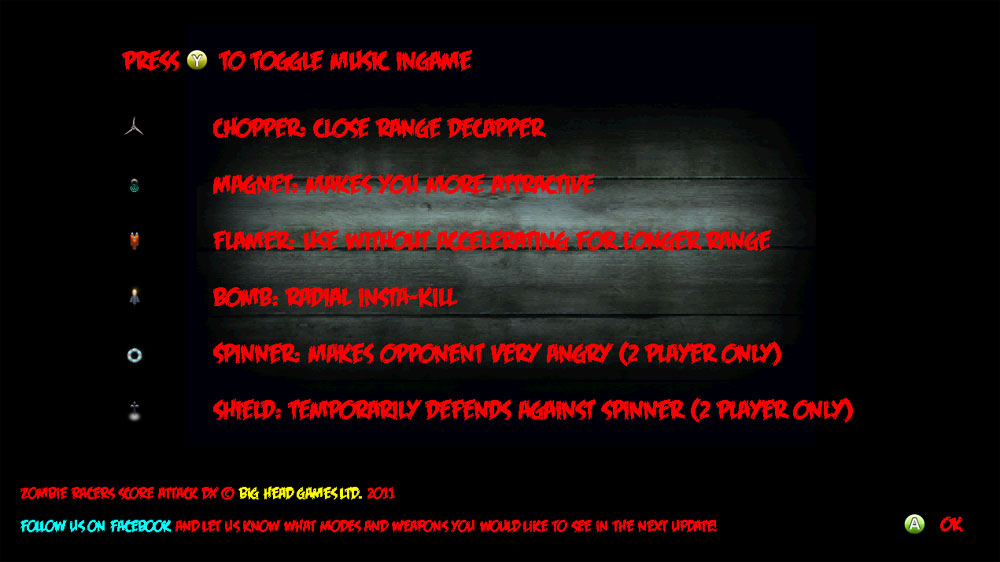 PRESS Y TO TOGGLE MUSIC INGAME
CHOPPER: CLOSE RANGE DECAPPER
MAGNET: MAKES YOU MORE ATTRACTIVE
FLAMER: USE WITHOUT ACCELERATING FOR LONGER RANGE
BOMB: RADIAL INSTA-KILL
SPINNER: MAKES OPPONENT VERY ANGRY (2 PLAYER ONLY)
SHIELD: TEMPORARILY DEFENDS AGAINST SPINNER (2 PLAYER ONLY)
ZOMBIE RACERS SCORE ATTACK DX © BIG HEAD GAMES LTD. 2011
FOLLOW US ON FACEBOOK AND LET US KNOW WHAT MODES AND WEAPONS YOU WOULD LIKE TO SEE IN THE NEXT UPDATE!
A OK